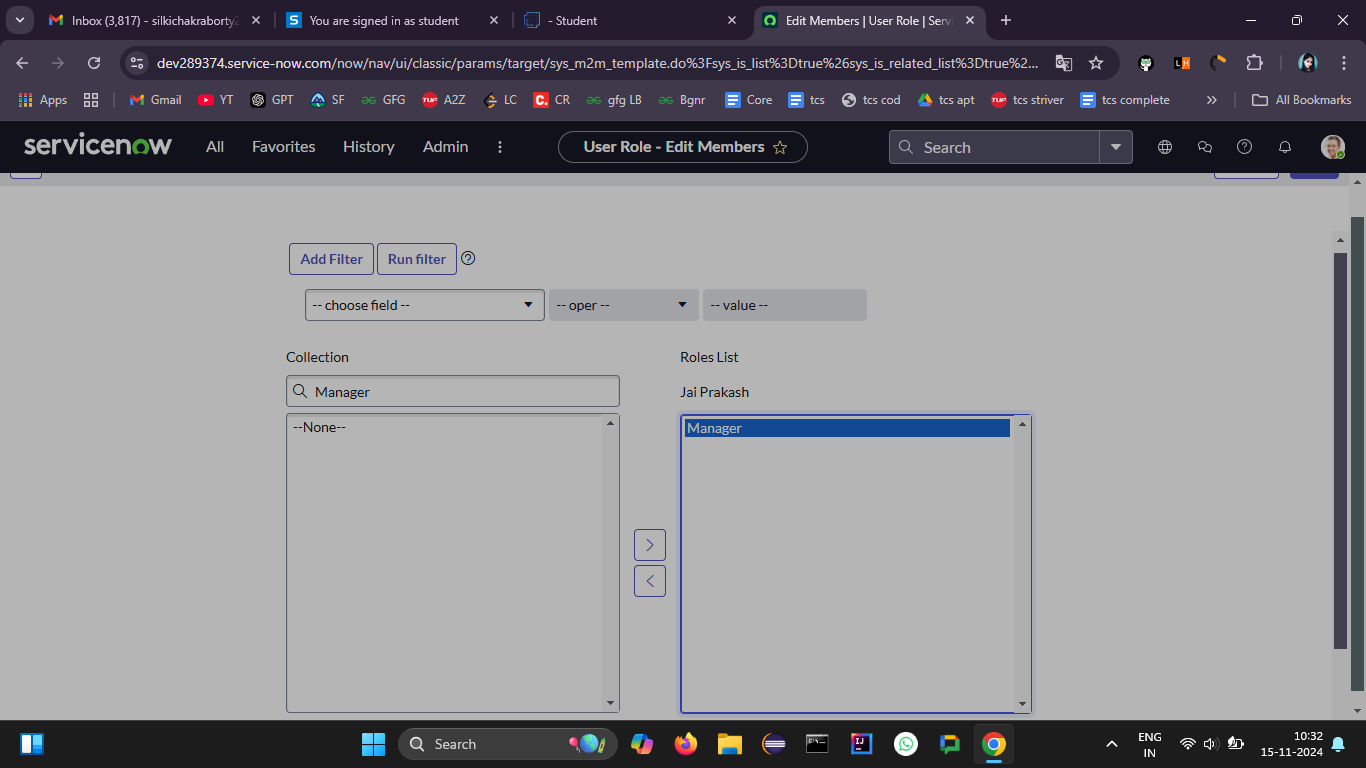 Inbox (3,817) - silkichakraborty2
You are signed in as student
- Student
Edit Members | User Role | Servi
dev289374.service-now.com/now/nav/ui/classic/params/target/sys_m2m_template.do%3Fsys_is_list%3Dtrue%26sys_is_related_list%3Dtrue%2...
Apps
Gmail
YT
GPT
SF
GFG
A2Z
LC
CR
gfg LB
Bgnr
Core
tcs
tcs cod
tcs apt
tcs striver
tcs complete
All Bookmarks
servicenow
All
Favorites
History
Admin
User Role - Edit Members
Search
Add Filter
Run filter
-- choose field --
-- oper --
-- value --
Collection
Roles List
Manager
Jai Prakash
--None--
Manager
Search
ENG
IN
10:32
15-11-2024